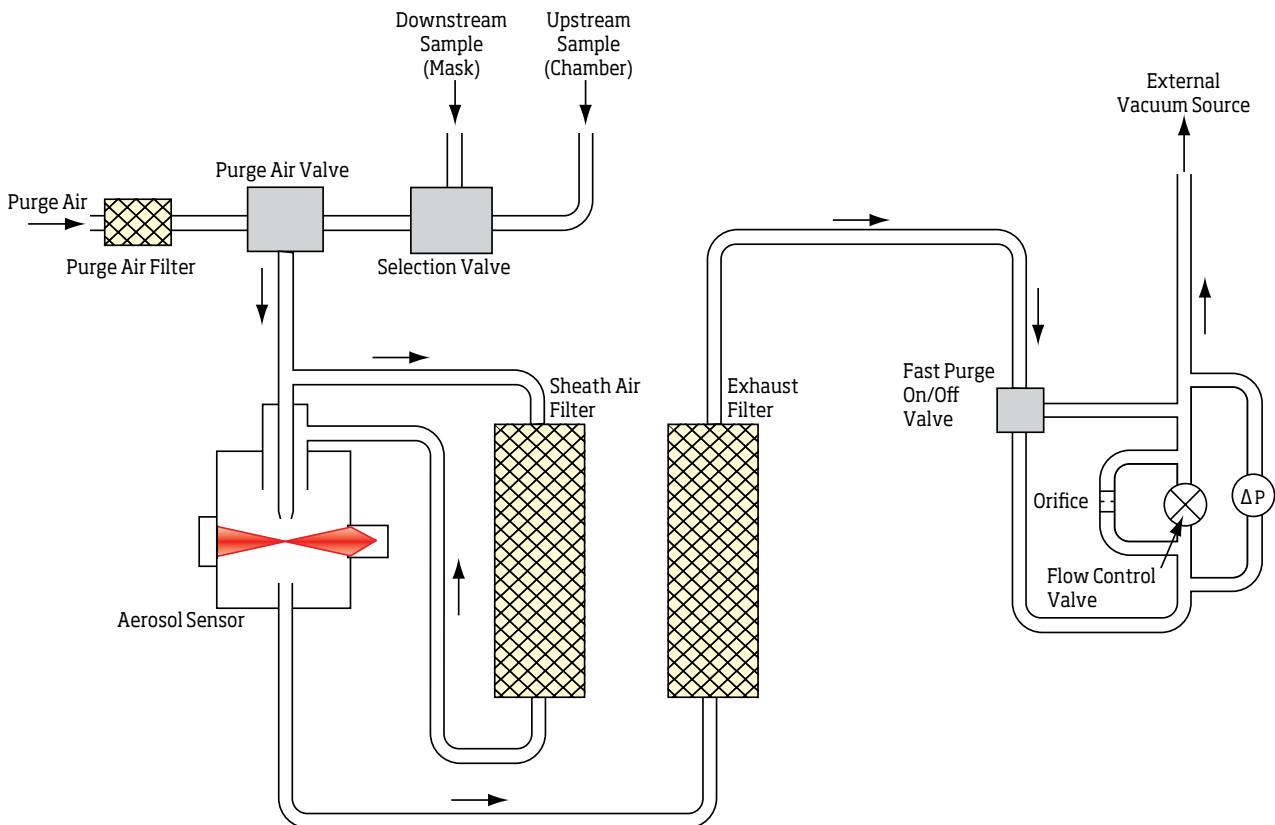 Downstream
Sample
(Mask)
Upstream
Sample
(Chamber)
External
Vacuum Source
Purge Air Valve
Purge Air
Purge Air Filter
Selection Valve
Sheath Air
Filter
Exhaust
Filter
Fast Purge
On/Off
Valve
Orifice
ΔP
Flow Control
Valve
Aerosol Sensor